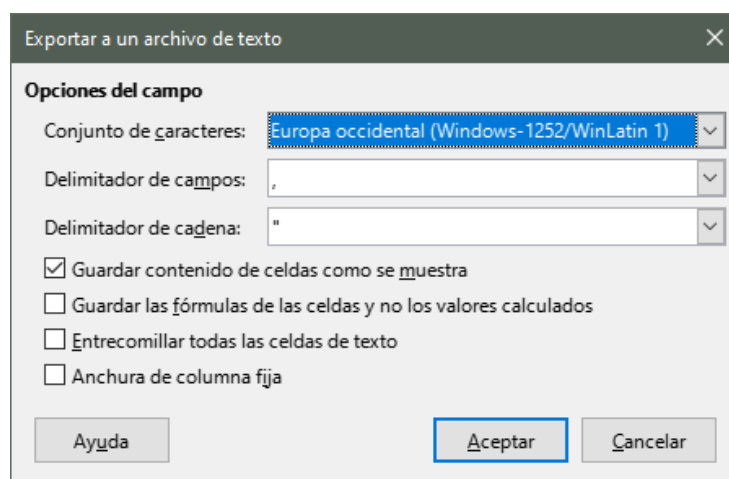 Exportar a un archivo de texto
Opciones del campo
Conjunto de caracteres: Europa occidental (Windows-1252/WinLatin 1)
Delimitador de campos: ,
Delimitador de cadena: "
Guardar contenido de celdas como se muestra
Guardar las fórmulas de las celdas y no los valores calculados
Entrecomillar todas las celdas de texto
Anchura de columna fija
Ayuda Aceptar Cancelar